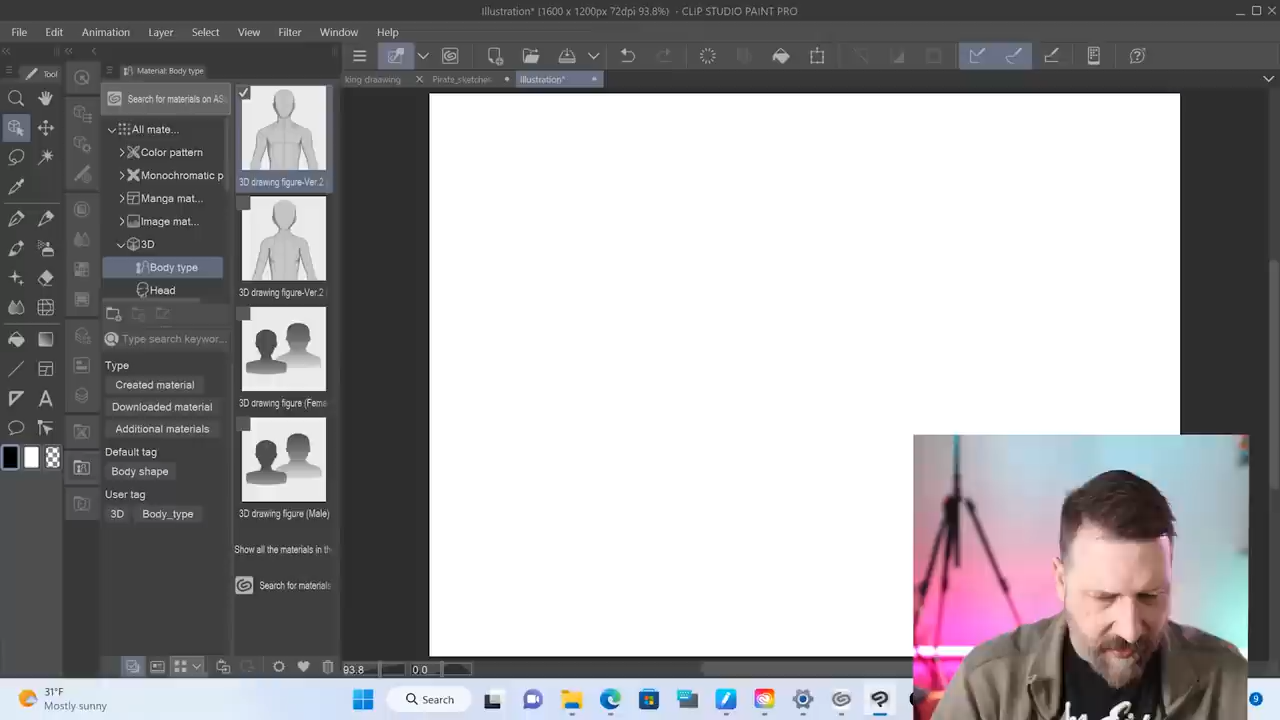 Illustration* (1600 x 1200px 72dpi 93.8%) - CLIP STUDIO PAINT PRO
File Edit Animation Layer Select View Filter Window Help
Tool
Material: Body type
king drawing
Pirate_sketches
Illustration*
Search for materials on AS
All mate...
Color pattern
Monochromatic p
Manga mat...
Image mat...
3D
Body type
Head
Type search keywor...
Type
Created material
Downloaded material
Additional materials
Default tag
Body shape
User tag
3D Body_type
3D drawing figure-Ver.2
3D drawing figure-Ver.2
3D drawing figure (Fema
3D drawing figure (Male)
Show all the materials in th
Search for materials
93.8
0.0
31°F
Mostly sunny
Search
9